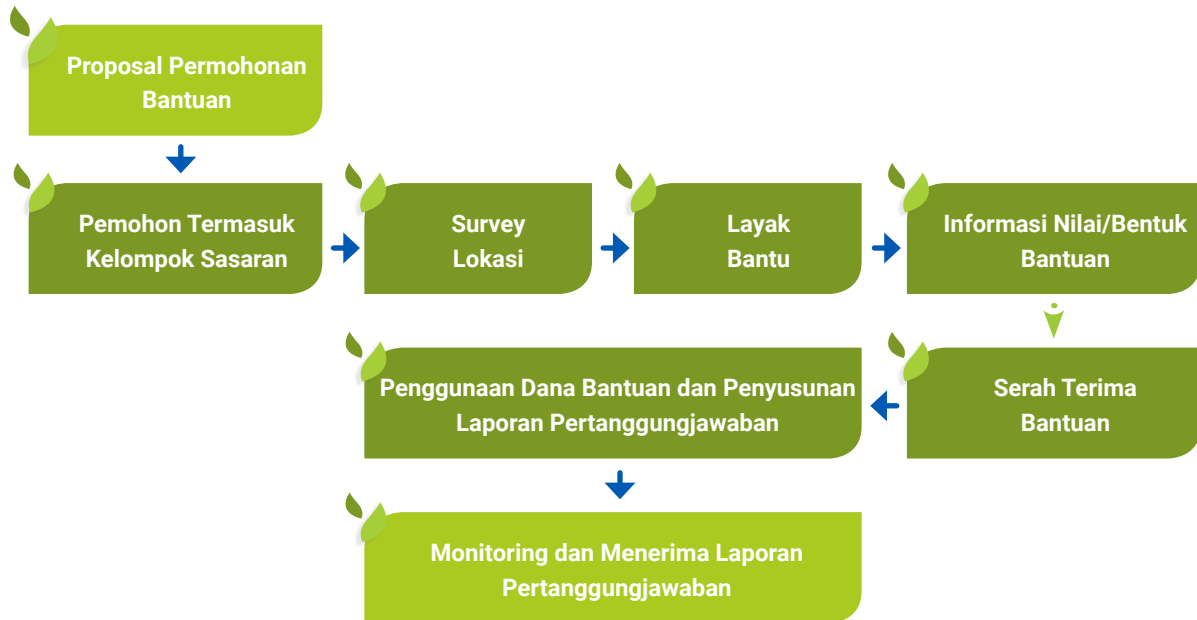 Proposal Permohonan
Bantuan
Pemohon Termasuk
Kelompok Sasaran
Survey
Lokasi
Layak
Bantu
Informasi Nilai/Bentuk
Bantuan
Serah Terima
Bantuan
Penggunaan Dana Bantuan dan Penyusunan
Laporan Pertanggungjawaban
Monitoring dan Menerima Laporan
Pertanggungjawaban